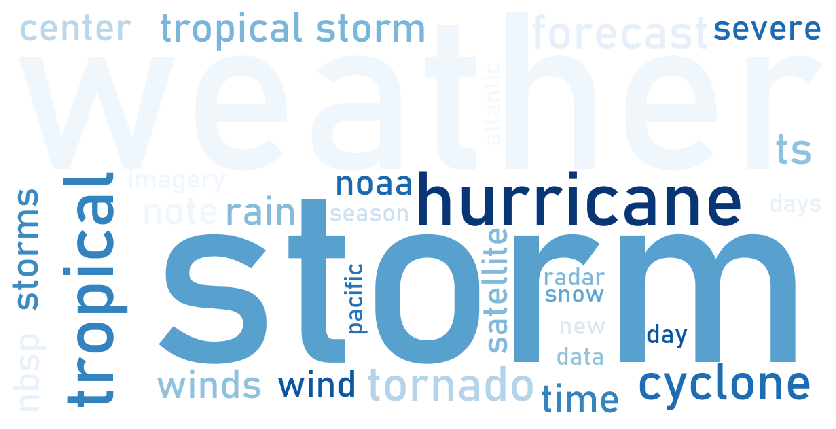 center tropical storm forecast severe
weather
atlantic
ts
imagery
noaa
hurricane
note rain season days
storms
tropical
storm
satellite
pacific
radar
snow
new
day
data
nbsp
winds wind tornado time cyclone